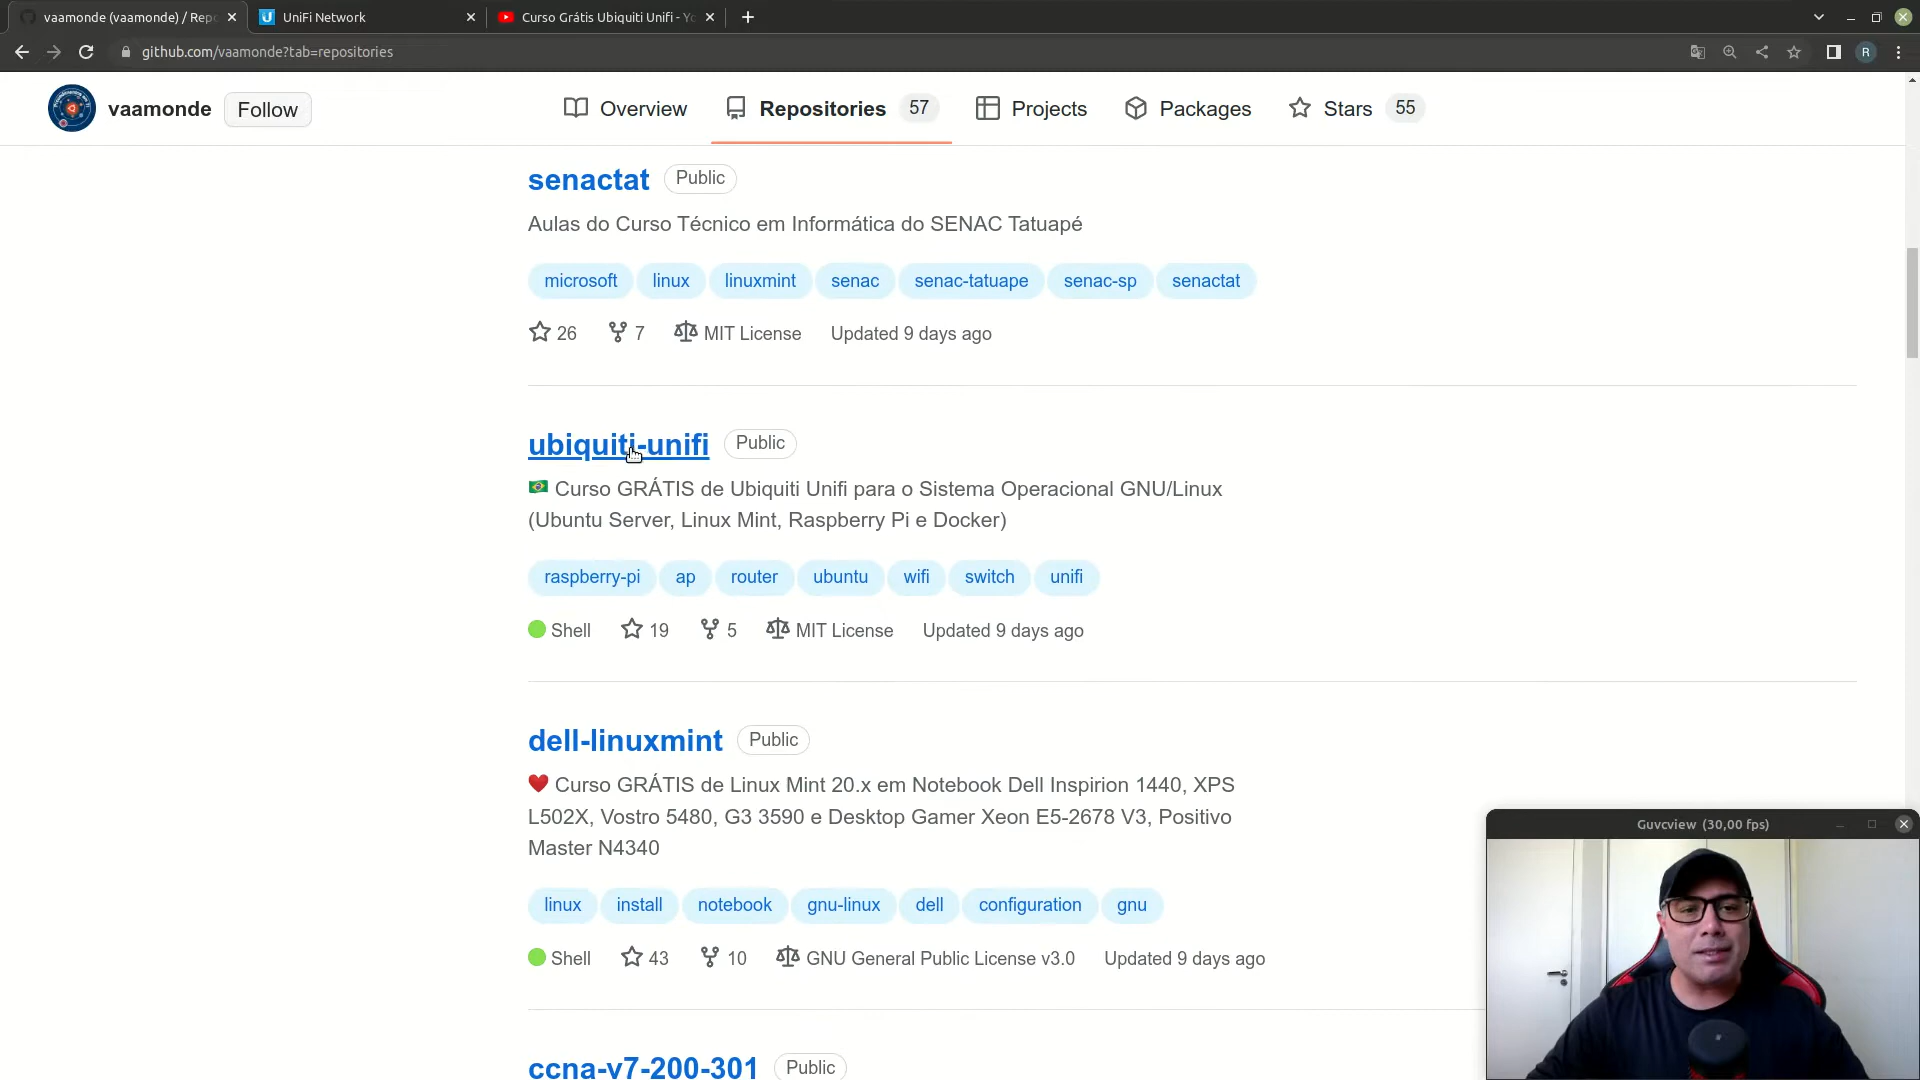 vaamonde (vaamonde) / Repo
UniFi Network
Curso Grátis Ubiquiti Unifi - Yo
github.com/vaamonde?tab=repositories
R
vaamonde
Follow
Overview
Repositories 57
Projects
Packages
Stars 55
senactat Public
Aulas do Curso Técnico em Informática do SENAC Tatuapé
microsoft linux linuxmint senac senac-tatuape senac-sp senactat
26 7 MIT License Updated 9 days ago
ubiquiti-unifi Public
Curso GRÁTIS de Ubiquiti Unifi para o Sistema Operacional GNU/Linux
(Ubuntu Server, Linux Mint, Raspberry Pi e Docker)
raspberry-pi ap router ubuntu wifi switch unifi
Shell 19 5 MIT License Updated 9 days ago
dell-linuxmint Public
Curso GRÁTIS de Linux Mint 20.x em Notebook Dell Inspirion 1440, XPS
L502X, Vostro 5480, G3 3590 e Desktop Gamer Xeon E5-2678 V3, Positivo
Master N4340
linux install notebook gnu-linux dell configuration gnu
Shell 43 10 GNU General Public License v3.0 Updated 9 days ago
ccna-v7-200-301 Public
Guvcview (30,00 fps)